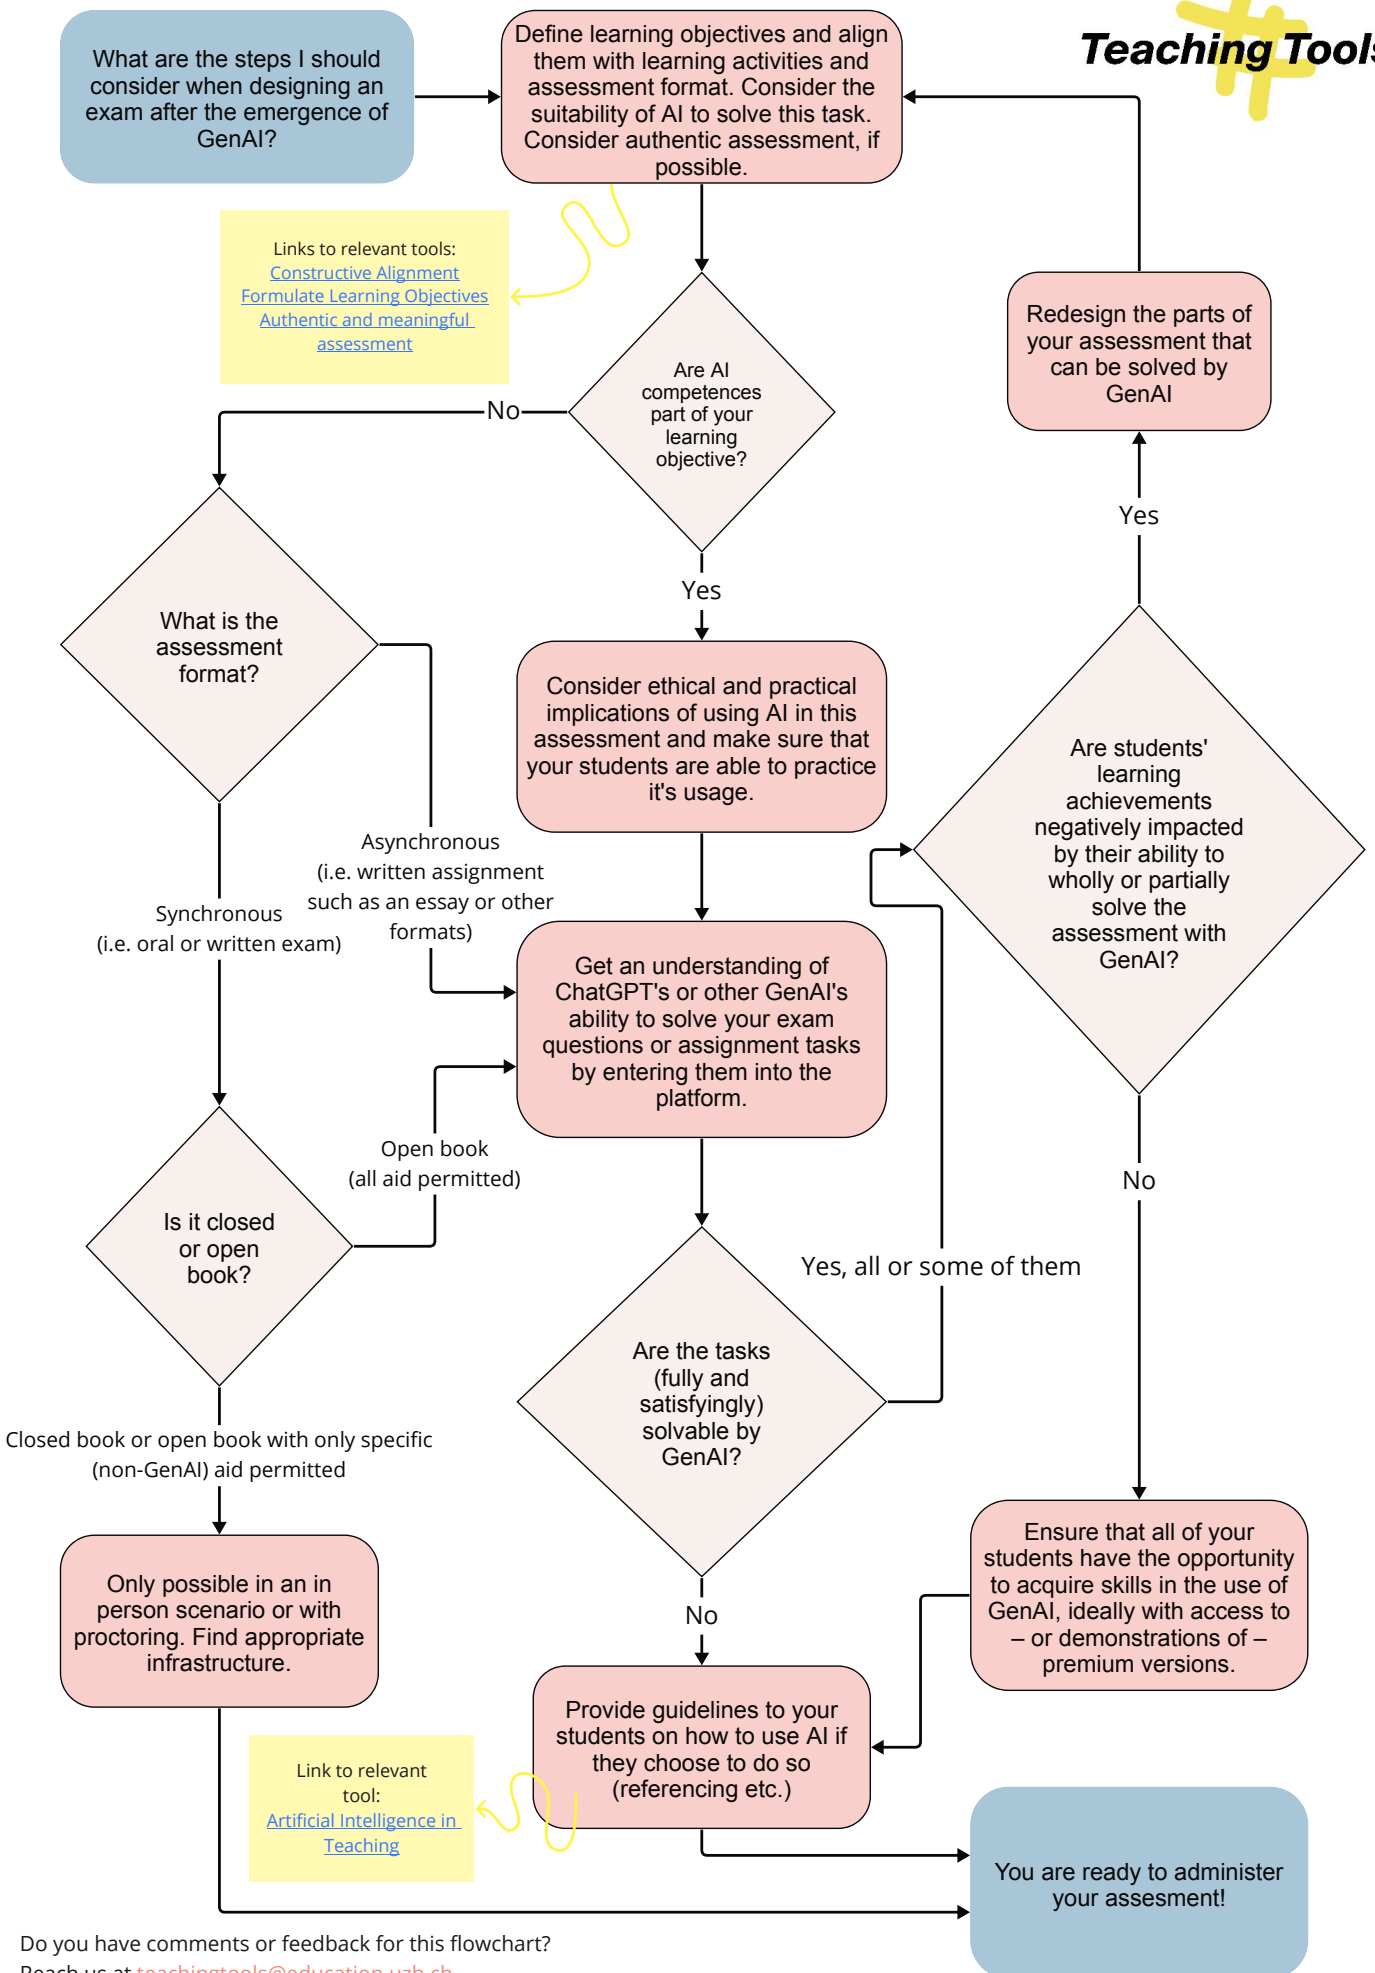 What are the steps I should
consider when designing an
exam after the emergence of
GenAI?
Define learning objectives and align
them with learning activities and
assessment format. Consider the
suitability of AI to solve this task.
Consider authentic assessment, if
possible.
Teaching Tools
Links to relevant tools:
Constructive Alignment
Formulate Learning Objectives
Authentic and meaningful
assessment
Are AI
competences
part of your
learning
objective?
Redesign the parts of
your assessment that
can be solved by
GenAI
No
Yes
Yes
What is the
assessment
format?
Consider ethical and practical
implications of using AI in this
assessment and make sure that
your students are able to practice
it's usage.
Are students'
learning
achievements
negatively impacted
by their ability to
wholly or partially
solve the
assessment with
GenAI?
Asynchronous
(i.e. written assignment
such as an essay or other
formats)
Synchronous
(i.e. oral or written exam)
Get an understanding of
ChatGPT's or other GenAI's
ability to solve your exam
questions or assignment tasks
by entering them into the
platform.
Open book
(all aid permitted)
No
Is it closed
or open
book?
Yes, all or some of them
Are the tasks
(fully and
satisfyingly)
solvable by
GenAI?
Closed book or open book with only specific
(non-GenAI) aid permitted
Only possible in an in
person scenario or with
proctoring. Find appropriate
infrastructure.
No
Ensure that all of your
students have the opportunity
to acquire skills in the use of
GenAI, ideally with access to
– or demonstrations of –
premium versions.
Provide guidelines to your
students on how to use AI if
they choose to do so
(referencing etc.)
Link to relevant
tool:
Artificial Intelligence in
Teaching
You are ready to administer
your assesment!
Do you have comments or feedback for this flowchart?
Reach us at teachingtools@education.uzh.ch